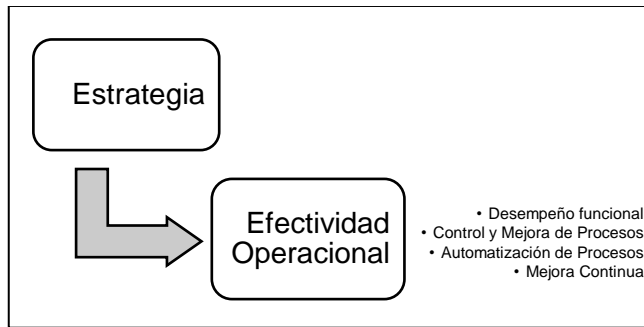 Estrategia
Efectividad
Operacional
• Desempeño funcional
• Control y Mejora de Procesos
• Automatización de Procesos
• Mejora Continua